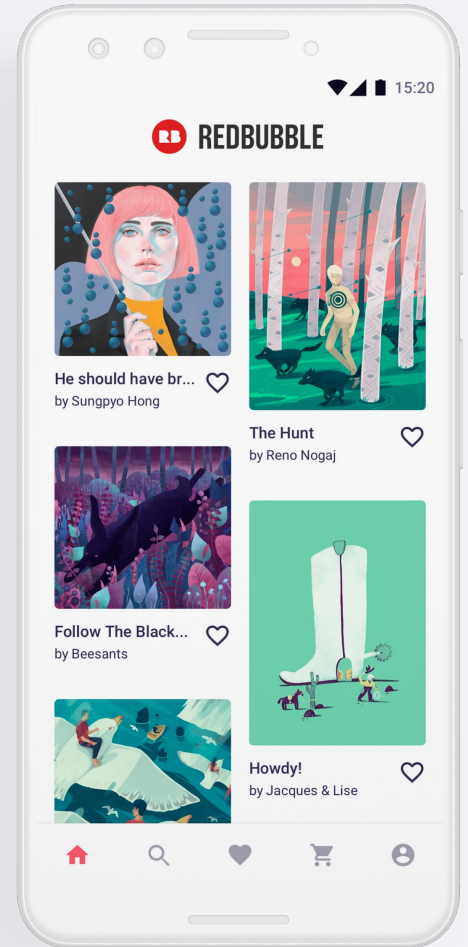 15:20
RB REDBUBBLE
He should have br...
by Sungpyo Hong
The Hunt
by Reno Nogaj
Follow The Black...
by Beesants
Howdy!
by Jacques & Lise